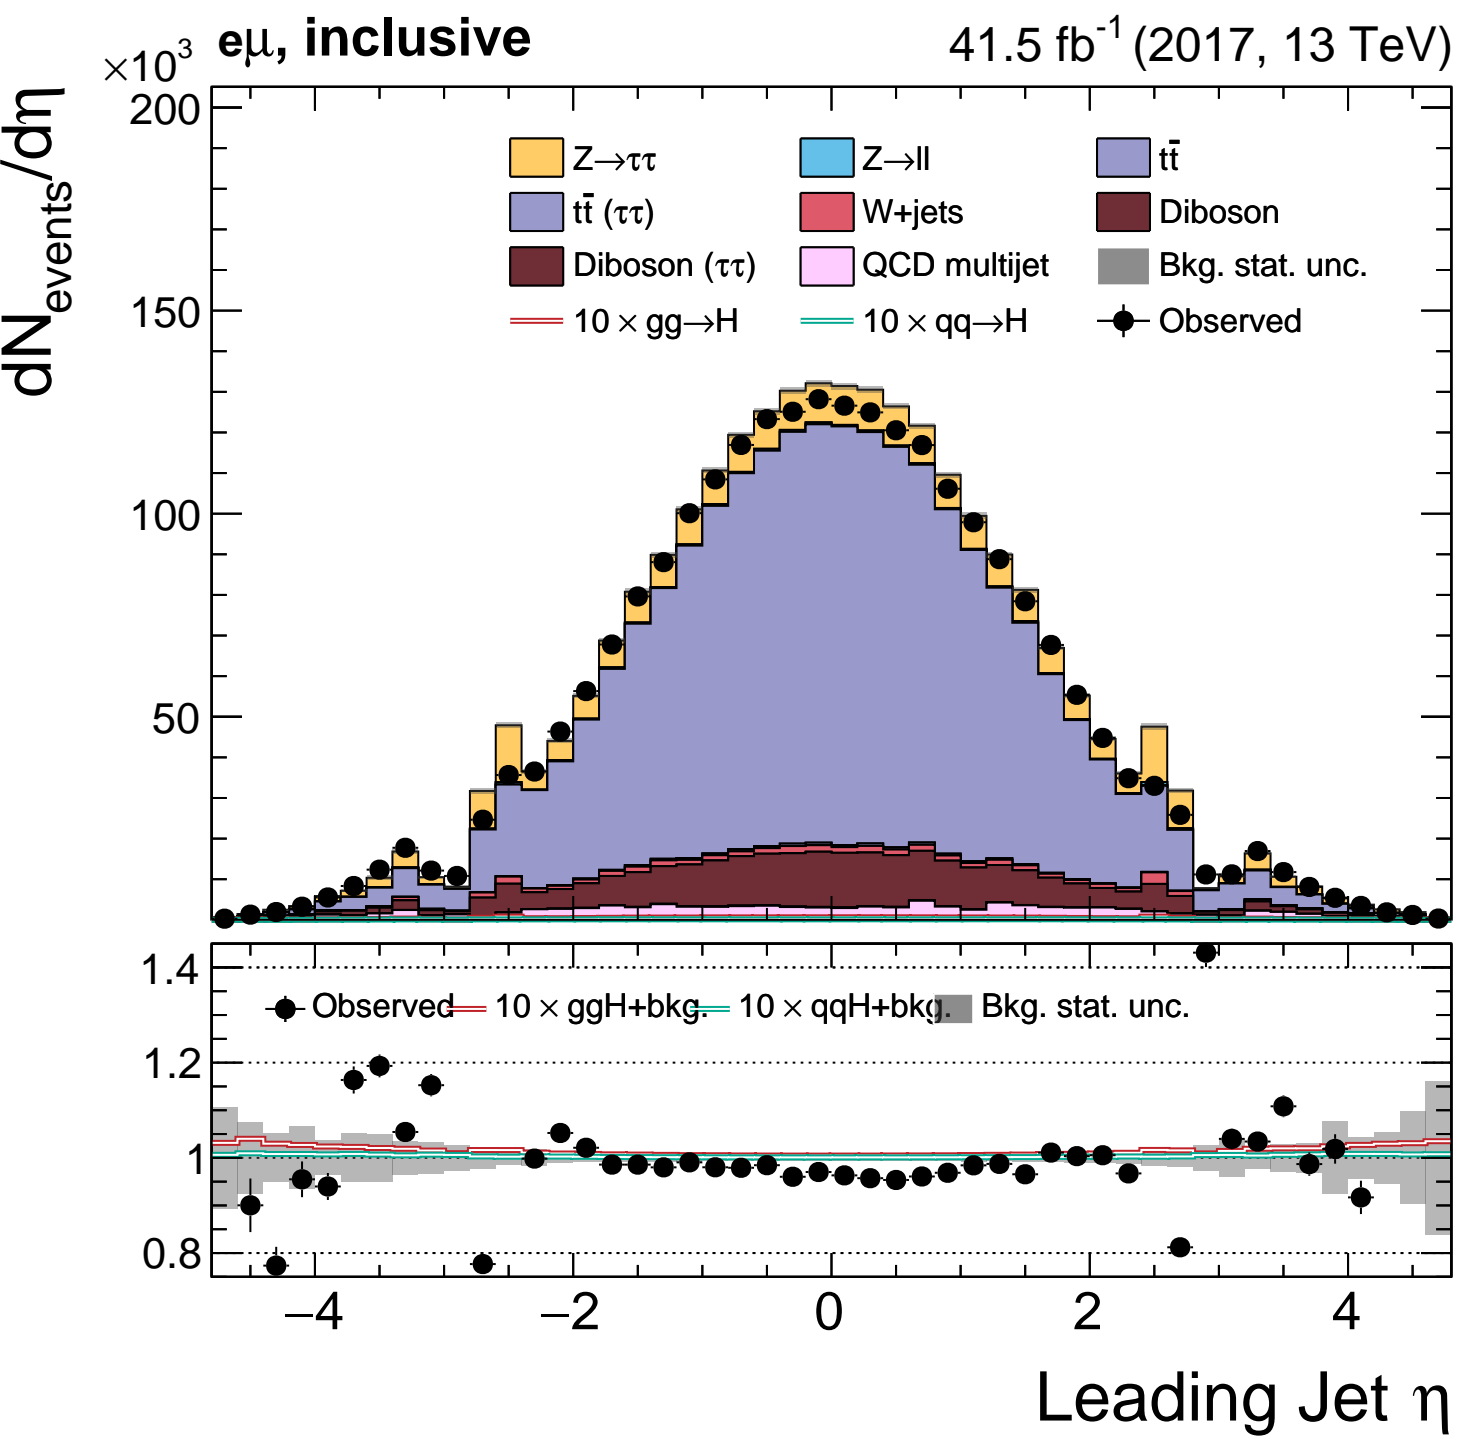 ×10³ eμ, inclusive 41.5 fb⁻¹ (2017, 13 TeV)
dN_events/dη
200
150
100
50
Z→ττ Z→ll tt̄
tt̄ (ττ) W+jets Diboson
Diboson (ττ) QCD multijet Bkg. stat. unc.
10 × gg→H 10 × qq→H Observed
1.4
1.2
1
0.8
Observed 10 × ggH+bkg. 10 × qqH+bkg. Bkg. stat. unc.
−4 −2 0 2 4
Leading Jet η